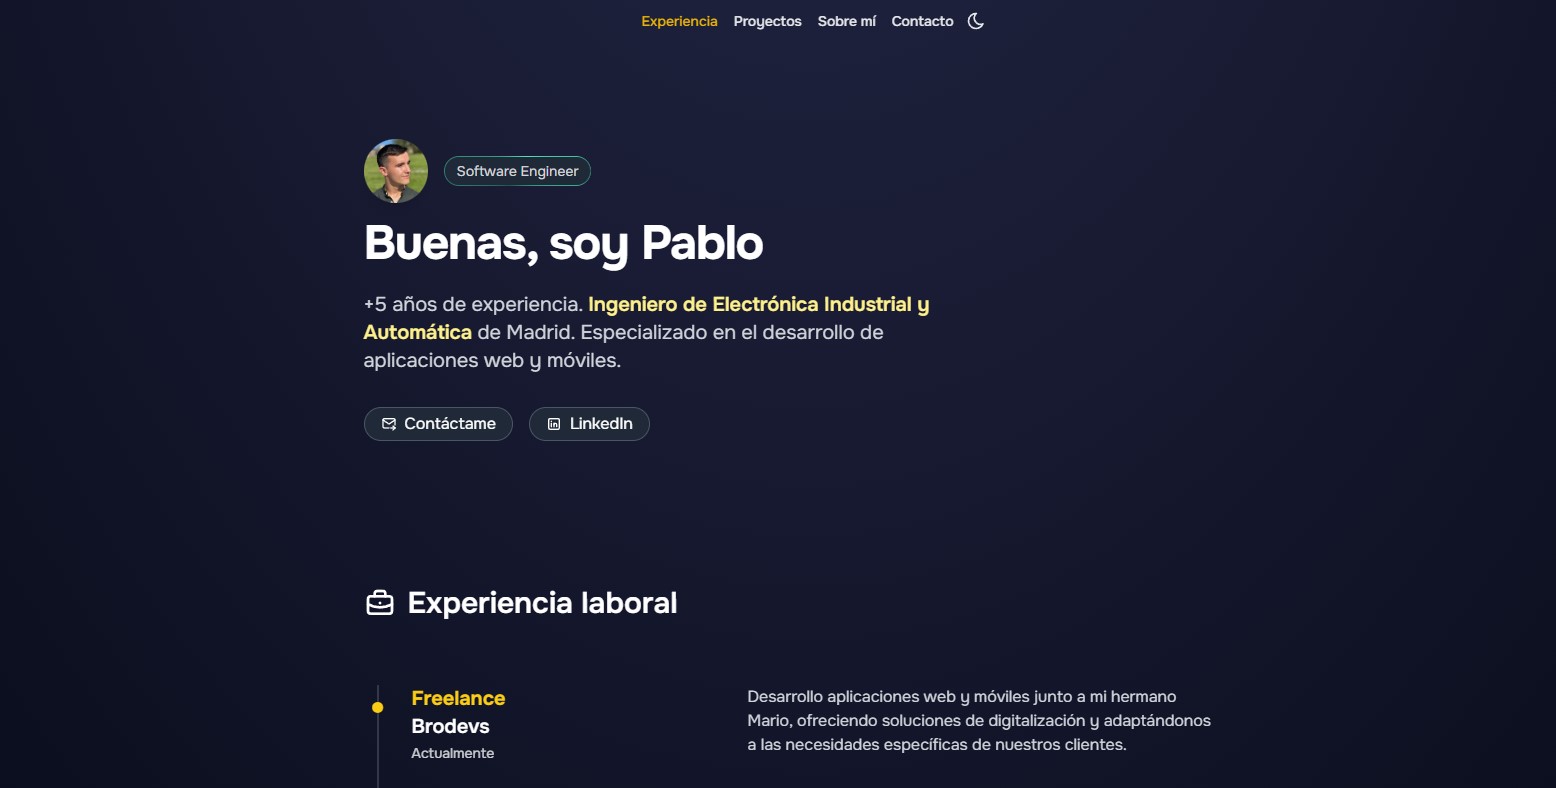 Experiencia Proyectos Sobre mí Contacto
Software Engineer
Buenas, soy Pablo
+5 años de experiencia. Ingeniero de Electrónica Industrial y
Automática de Madrid. Especializado en el desarrollo de
aplicaciones web y móviles.
Contáctame LinkedIn
Experiencia laboral
Freelance
Brodevs
Actualmente
Desarrollo aplicaciones web y móviles junto a mi hermano
Mario, ofreciendo soluciones de digitalización y adaptándonos
a las necesidades específicas de nuestros clientes.